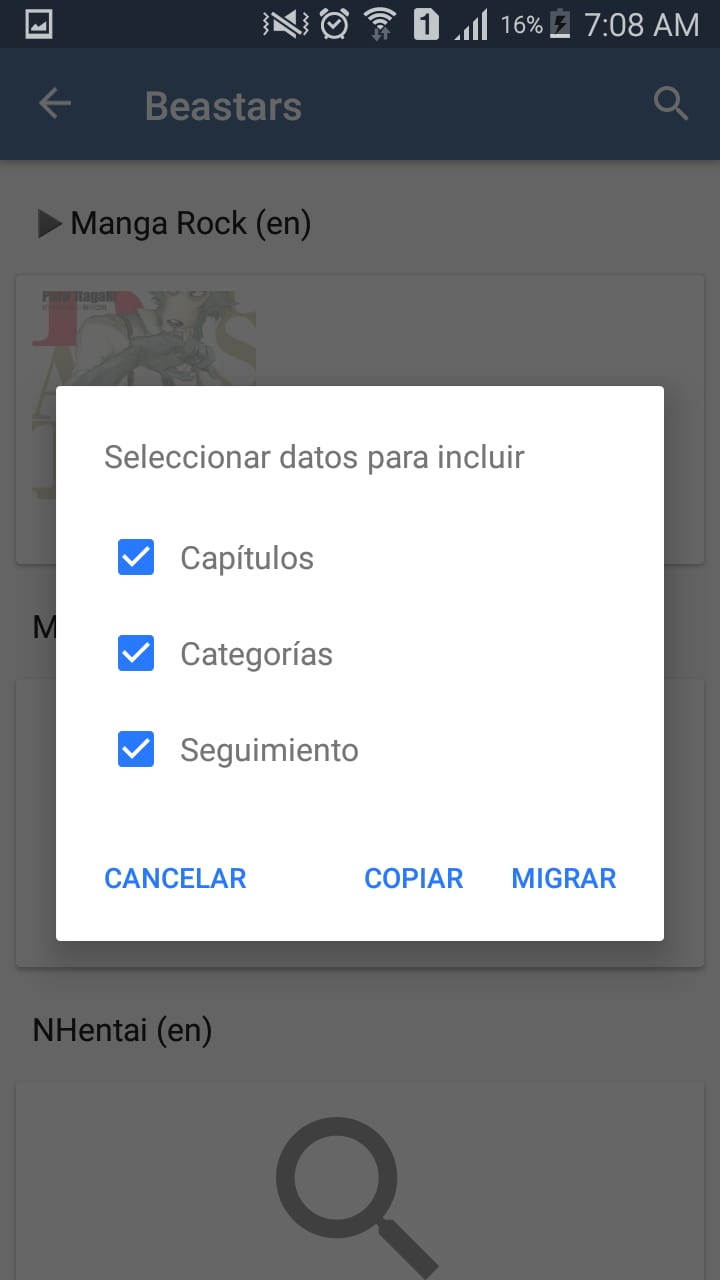 16% 7:08 AM
Beastars
Manga Rock (en)
Paru Itagaki
Seleccionar datos para incluir
Capítulos
M
Categorías
Seguimiento
CANCELAR COPIAR MIGRAR
NHentai (en)